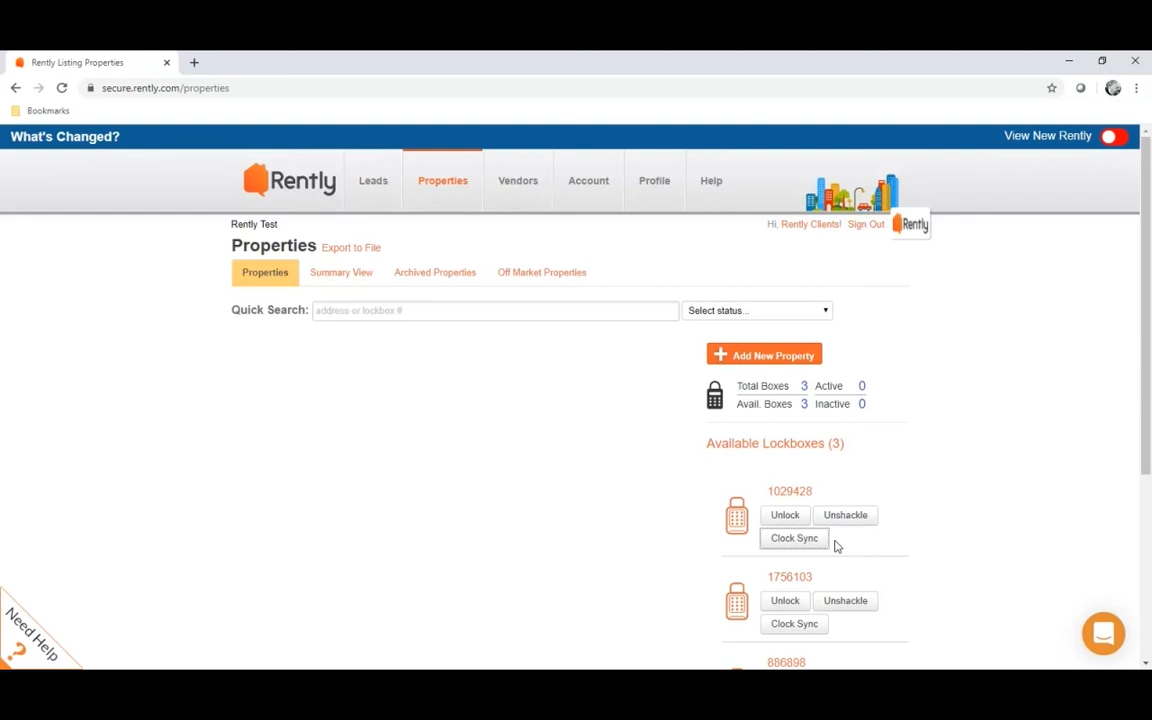 Rently Listing Properties
secure.rently.com/properties
Bookmarks
What's Changed?
View New Rently
Rently
Leads
Properties
Vendors
Account
Profile
Help
Rently Test
Hi, Rently Clients! Sign Out
Rently
Properties Export to File
Properties
Summary View
Archived Properties
Off Market Properties
Quick Search: address or lockbox # Select status...
Add New Property
Total Boxes 3 Active 0
Avail. Boxes 3 Inactive 0
Available Lockboxes (3)
1029428
Unlock Unshackle
Clock Sync
1756103
Unlock Unshackle
Clock Sync
886898
Need Help
?